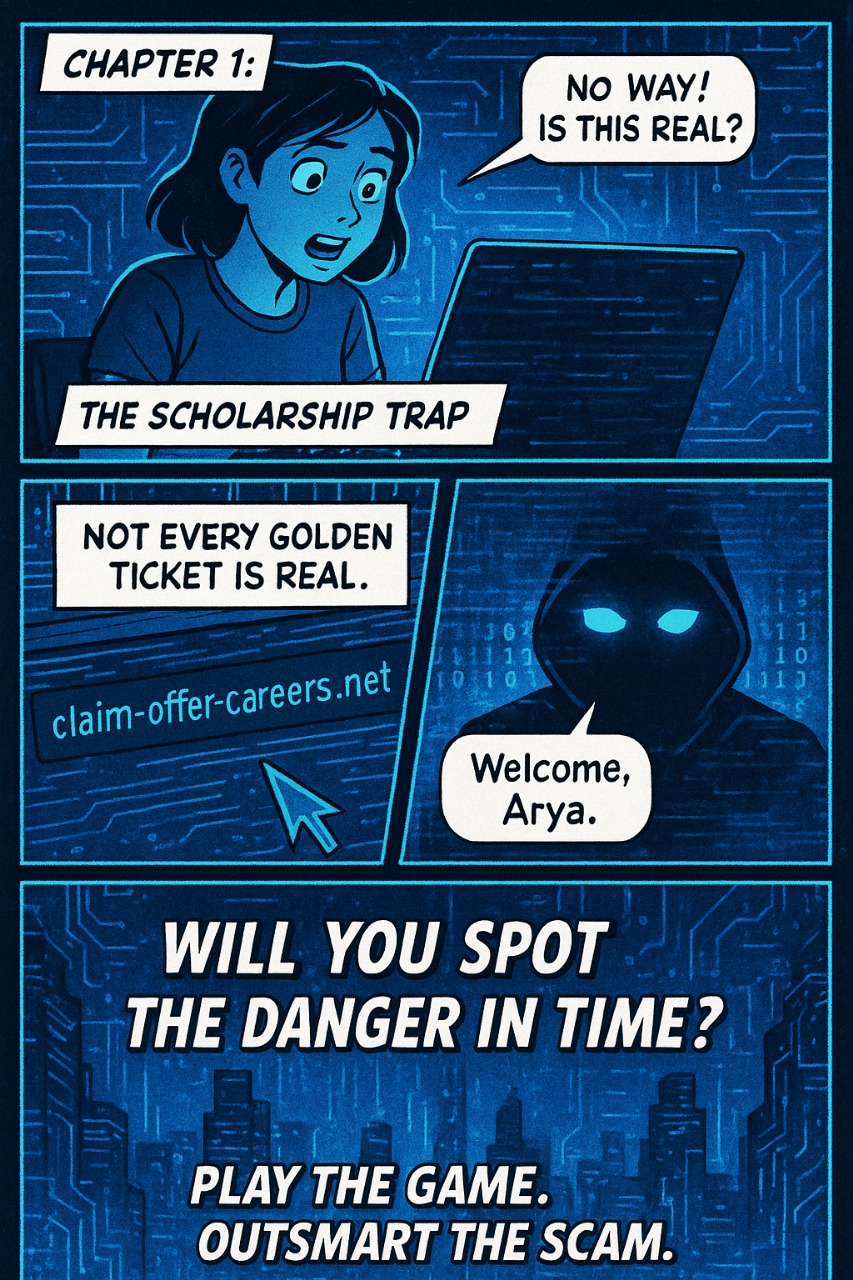 CHAPTER 1:
NO WAY!
IS THIS REAL?
THE SCHOLARSHIP TRAP
NOT EVERY GOLDEN
TICKET IS REAL.
claim-offer-careers.net
Welcome,
Arya.
WILL YOU SPOT
THE DANGER IN TIME?
PLAY THE GAME.
OUTSMART THE SCAM.